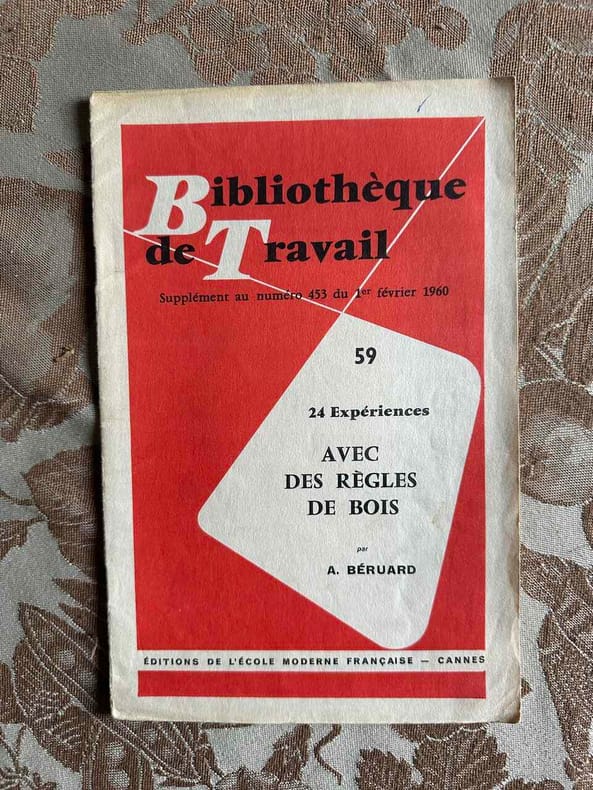 Bibliothèque
de Travail
Supplément au numéro 453 du 1er février 1960
59
24 Expériences
AVEC
DES RÈGLES
DE BOIS
par
A. BÉRUARD
ÉDITIONS DE L'ÉCOLE MODERNE FRANÇAISE — CANNES